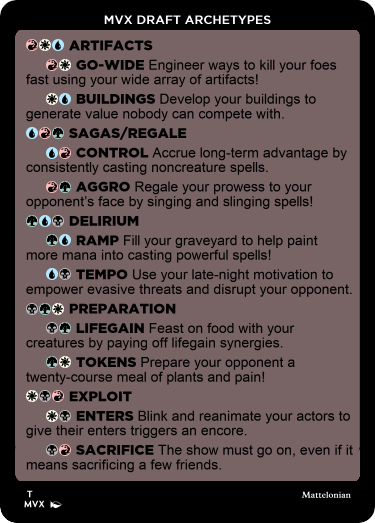 MVX DRAFT ARCHETYPES
ARTIFACTS
GO-WIDE Engineer ways to kill your foes
fast using your wide array of artifacts!
BUILDINGS Develop your buildings to
generate value nobody can compete with.
SAGAS/REGALE
CONTROL Accrue long-term advantage by
consistently casting noncreature spells.
AGGRO Regale your prowess to your
opponent's face by singing and slinging spells!
DELIRIUM
RAMP Fill your graveyard to help paint
more mana into casting powerful spells!
TEMPO Use your late-night motivation to
empower evasive threats and disrupt your opponent.
PREPARATION
LIFEGAIN Feast on food with your
creatures by paying off lifegain synergies.
TOKENS Prepare your opponent a
twenty-course meal of plants and pain!
EXPLOIT
ENTERS Blink and reanimate your actors to
give their enters triggers an encore.
SACRIFICE The show must go on, even if it
means sacrificing a few friends.
T
MVX
Mattelonian